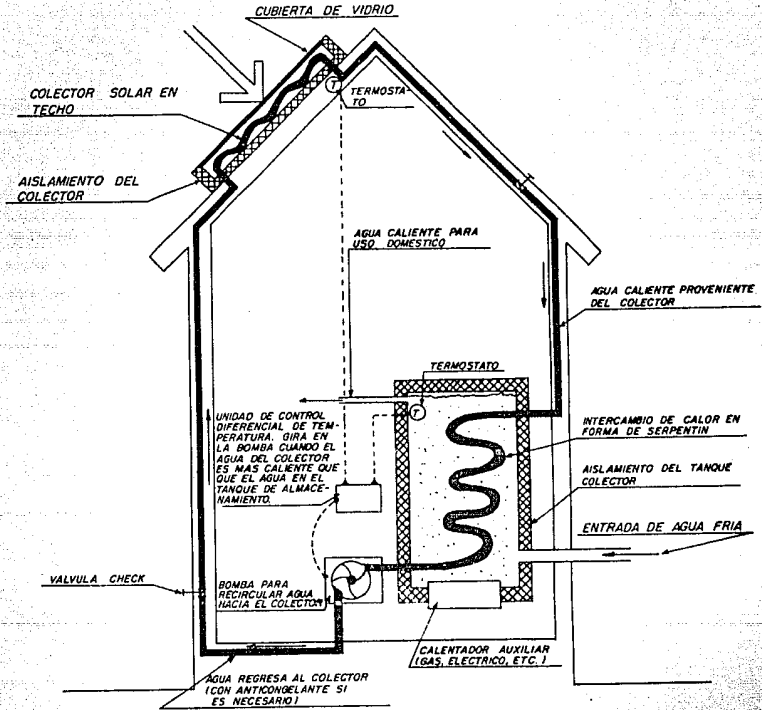 CUBIERTA DE VIDRIO
COLECTOR SOLAR EN
TECHO
T
TERMOSTA-
TO
AISLAMIENTO DEL
COLECTOR
AGUA CALIENTE PARA
USO DOMESTICO
AGUA CALIENTE PROVENIENTE
DEL COLECTOR
TERMOSTATO
T
UNIDAD DE CONTROL
DIFERENCIAL DE TEM-
PERATURA. GIRA EN
LA BOMBA CUANDO EL
AGUA DEL COLECTOR
ES MAS CALIENTE QUE
QUE EL AGUA EN EL
TANQUE DE ALMACE-
NAMIENTO.
INTERCAMBIO DE CALOR EN
FORMA DE SERPENTIN
AISLAMIENTO DEL TANQUE
COLECTOR
ENTRADA DE AGUA FRIA
VALVULA CHECK
BOMBA PARA
RECIRCULAR AGUA
HACIA EL COLECTOR
CALENTADOR AUXILIAR
(GAS, ELECTRICO, ETC.)
AGUA REGRESA AL COLECTOR
(CON ANTICONGELANTE SI
ES NECESARIO)